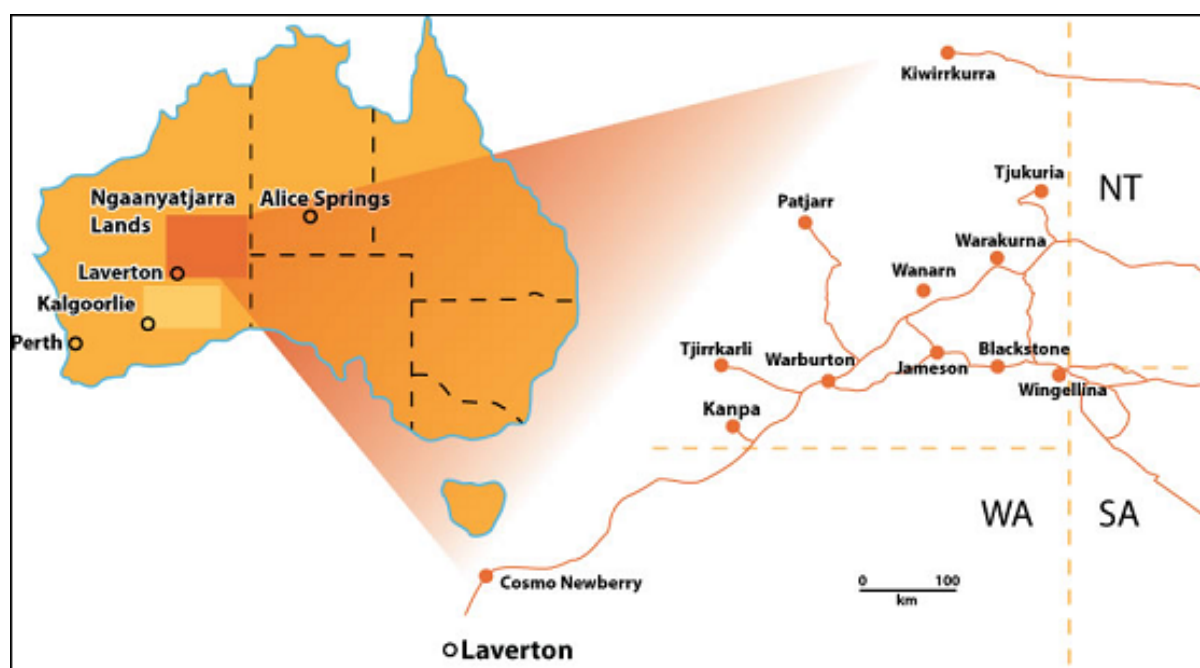 Ngaanyatjarra
Lands
Alice Springs
Laverton
Kalgoorlie
Perth
Kiwirrkurra
Tjukuria
NT
Patjarr
Warakurna
Wanarn
Tjirrkarli
Warburton
Jameson
Blackstone
Wingellina
Kanpa
WA
SA
Cosmo Newberry
0 100
km
Laverton